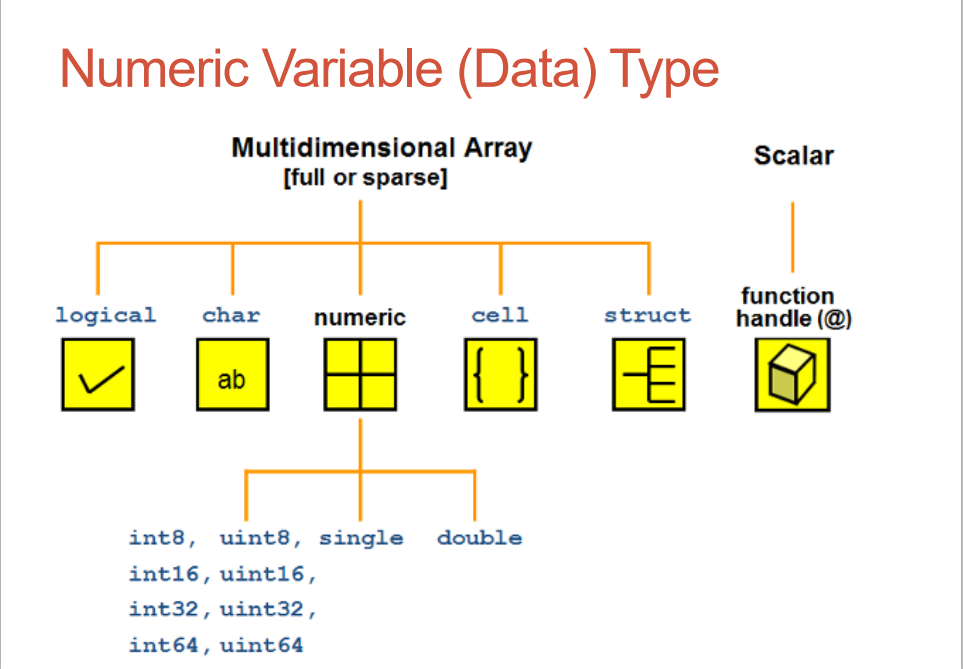 Numeric Variable (Data) Type
Multidimensional Array
[full or sparse]
Scalar
logical
char
numeric
cell
struct
function
handle (@)
ab
{ }
int8, uint8, single double
int16, uint16,
int32, uint32,
int64, uint64